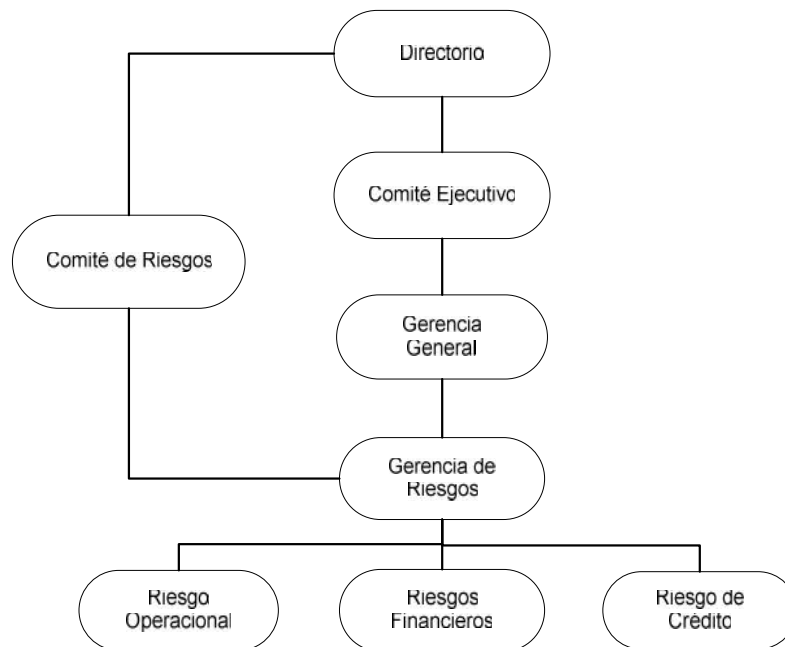 Directorio
Comité Ejecutivo
Comité de Riesgos
Gerencia
General
Gerencia de
Riesgos
Riesgo
Operacional
Riesgos
Financieros
Riesgo de
Crédito